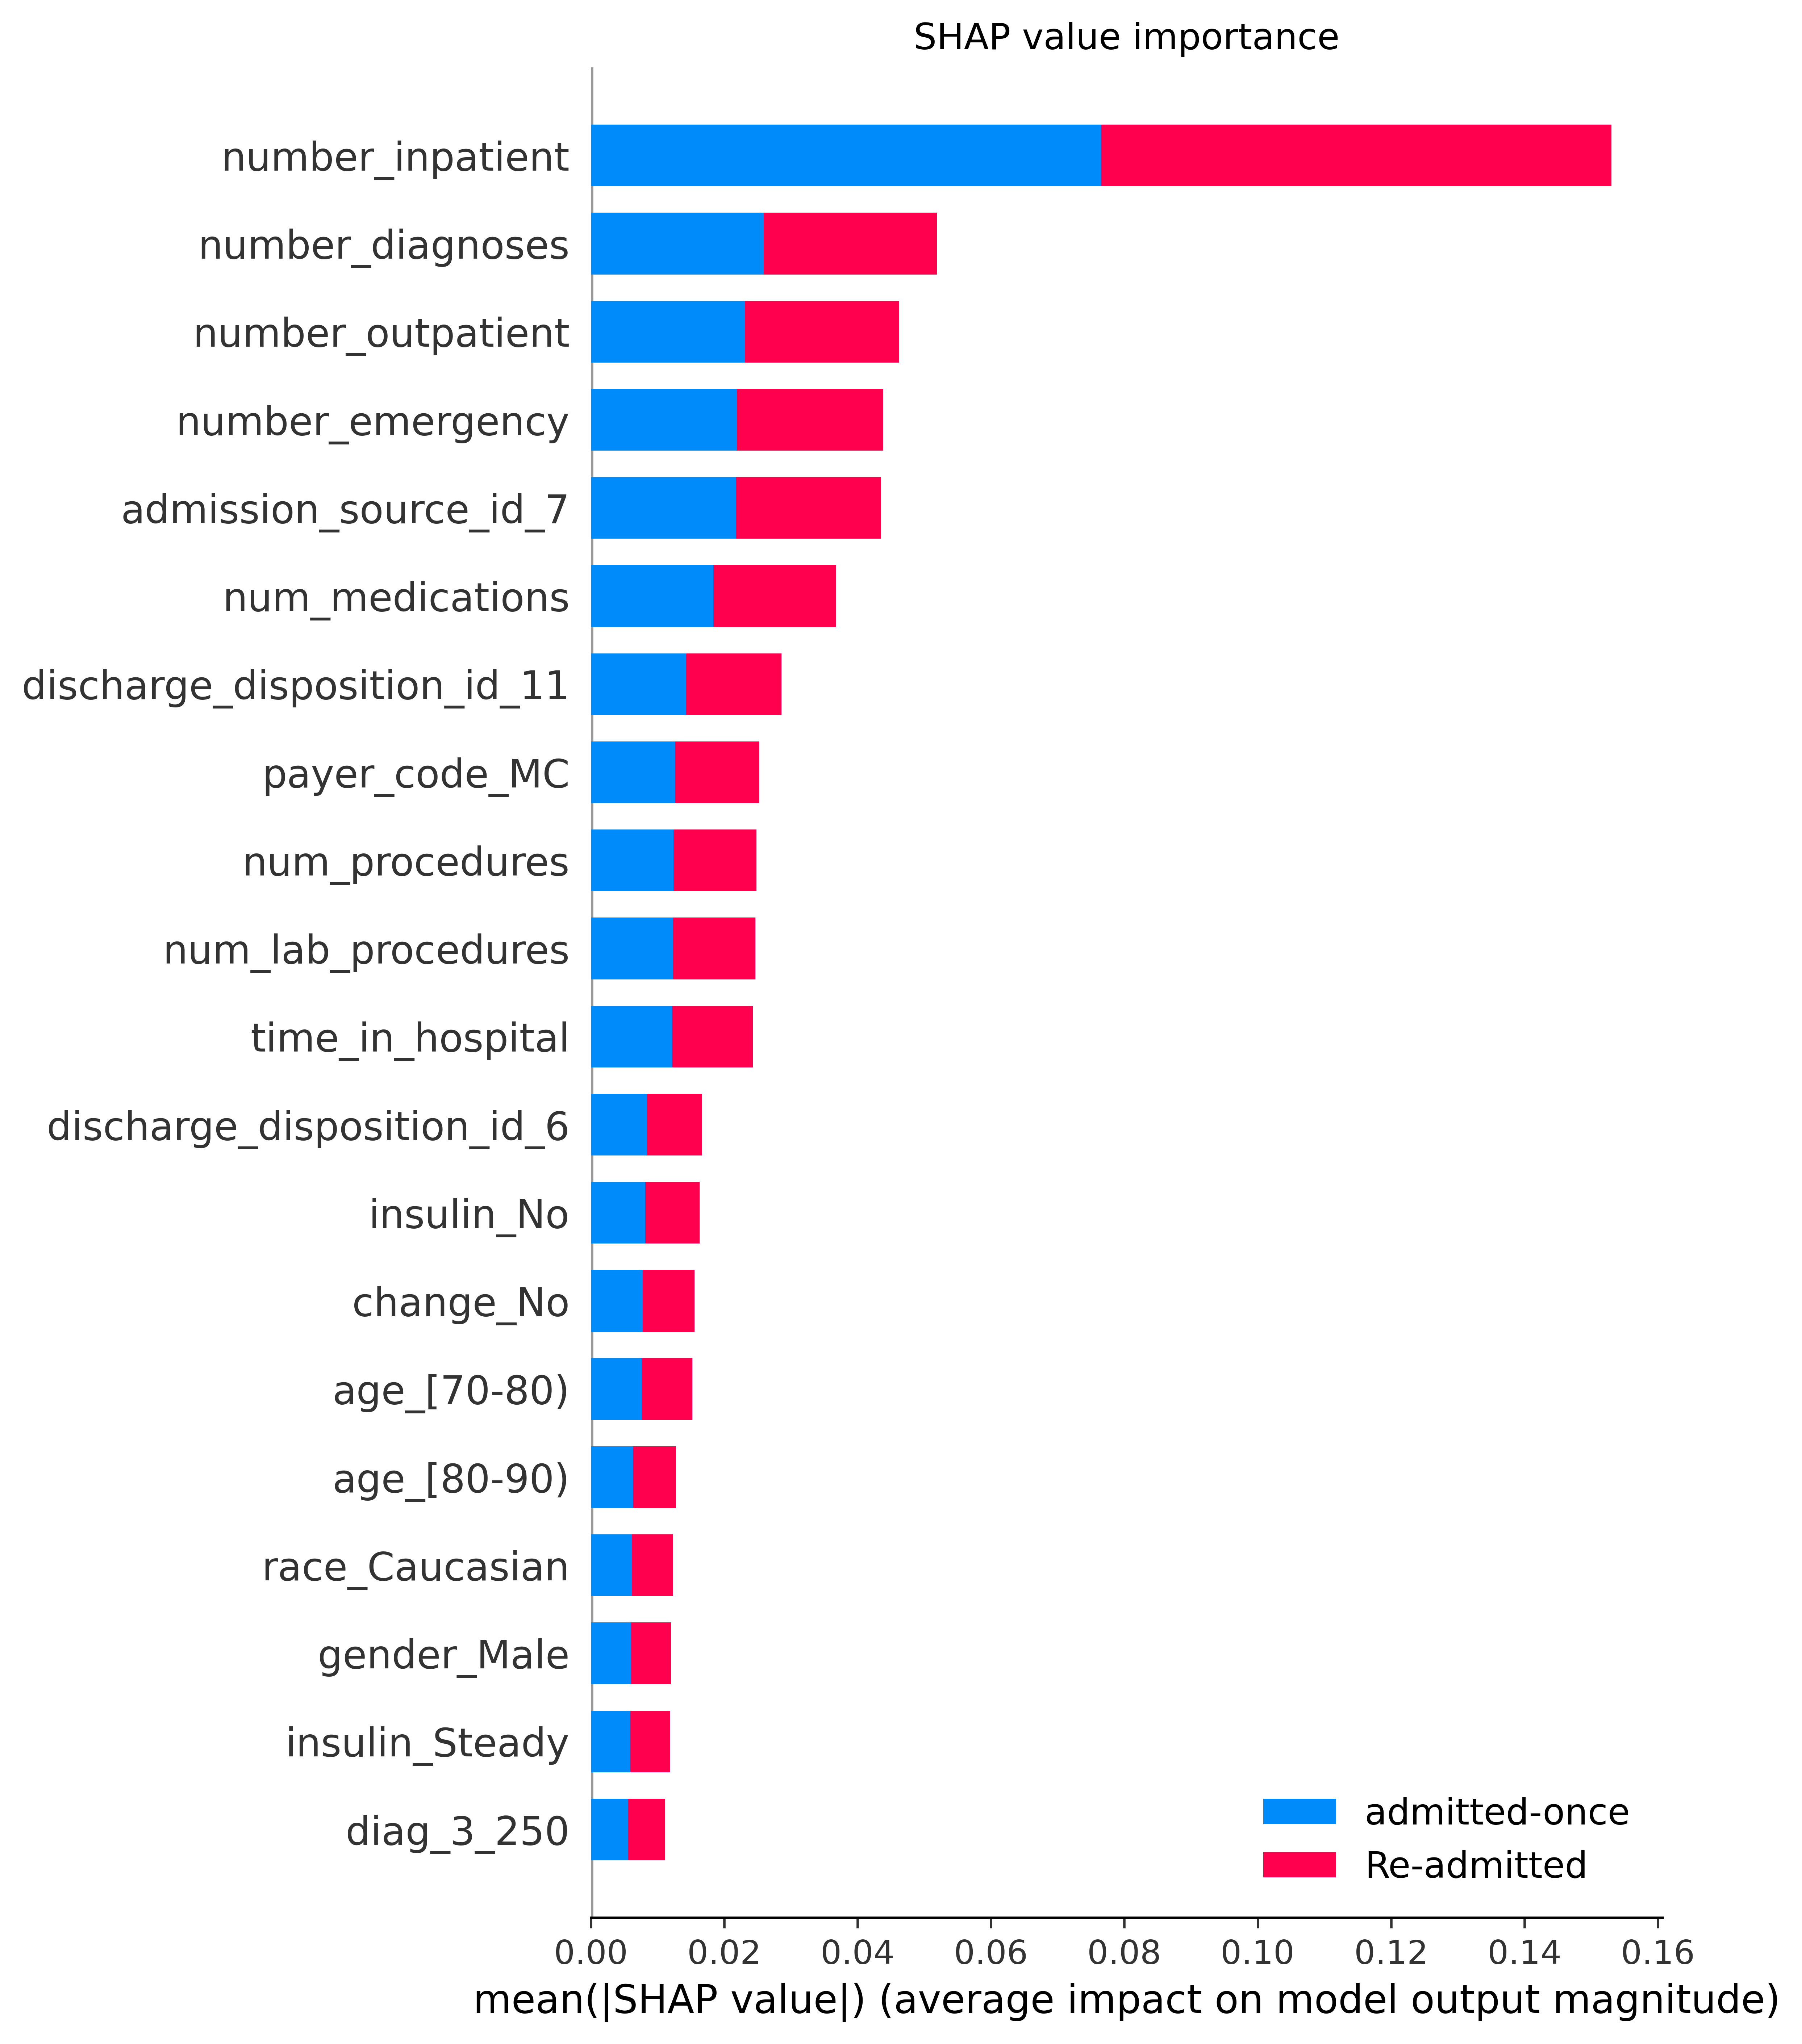 SHAP value importance
number_inpatient
number_diagnoses
number_outpatient
number_emergency
admission_source_id_7
num_medications
discharge_disposition_id_11
payer_code_MC
num_procedures
num_lab_procedures
time_in_hospital
discharge_disposition_id_6
insulin_No
change_No
age_[70-80)
age_[80-90)
race_Caucasian
gender_Male
insulin_Steady
diag_3_250
admitted-once
Re-admitted
0.00 0.02 0.04 0.06 0.08 0.10 0.12 0.14 0.16
mean(|SHAP value|) (average impact on model output magnitude)